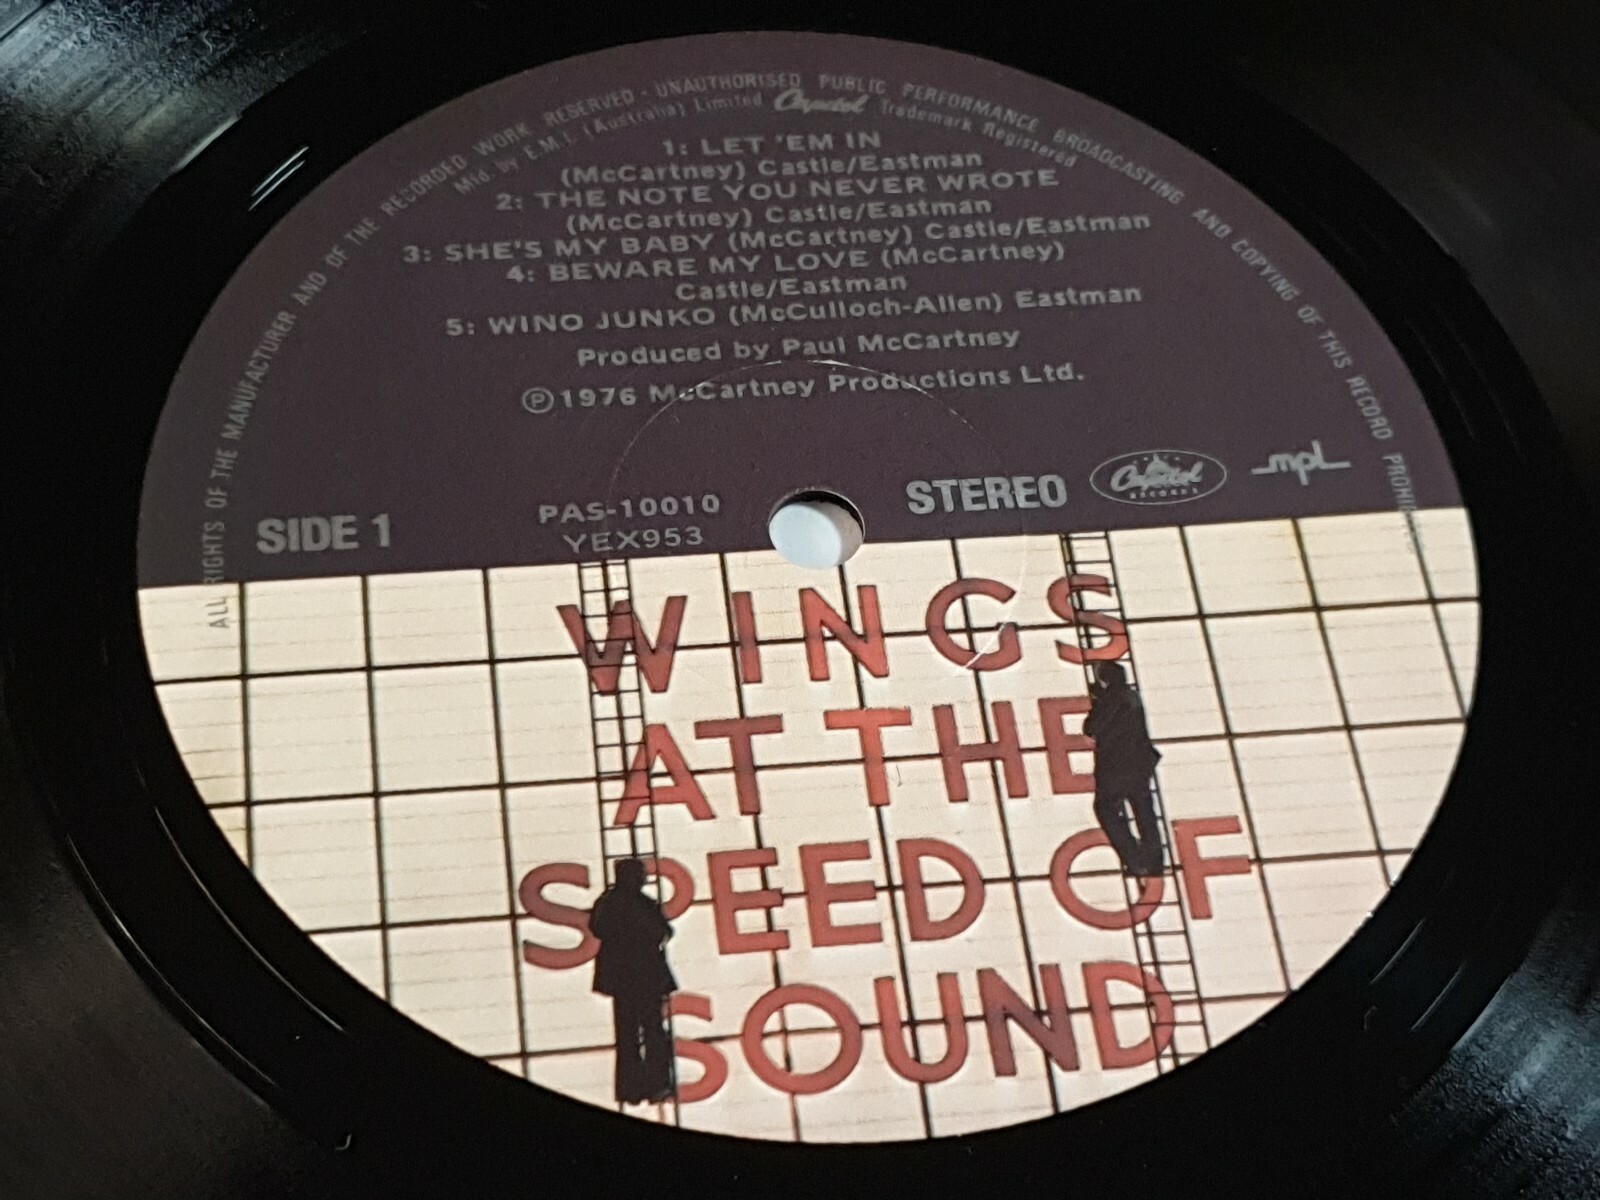 ALL RIGHTS OF THE MANUFACTURER AND OF THE RECORDED WORK RESERVED · UNAUTHORISED PUBLIC PERFORMANCE BROADCASTING AND COPYING OF THIS RECORD PROHIBITED
Mfd. by E.M.I. (Australia) Limited Capitol Trademark Registered
1: LET 'EM IN
(McCartney) Castle/Eastman
2: THE NOTE YOU NEVER WROTE
(McCartney) Castle/Eastman
3: SHE'S MY BABY (McCartney) Castle/Eastman
4: BEWARE MY LOVE (McCartney)
Castle/Eastman
5: WINO JUNKO (McCulloch-Allen) Eastman
Produced by Paul McCartney
℗1976 McCartney Productions Ltd.
SIDE 1
PAS-10010
YEX953
STEREO
Capitol
RECORDS
mpl
WINGS
AT THE
SPEED OF
SOUND